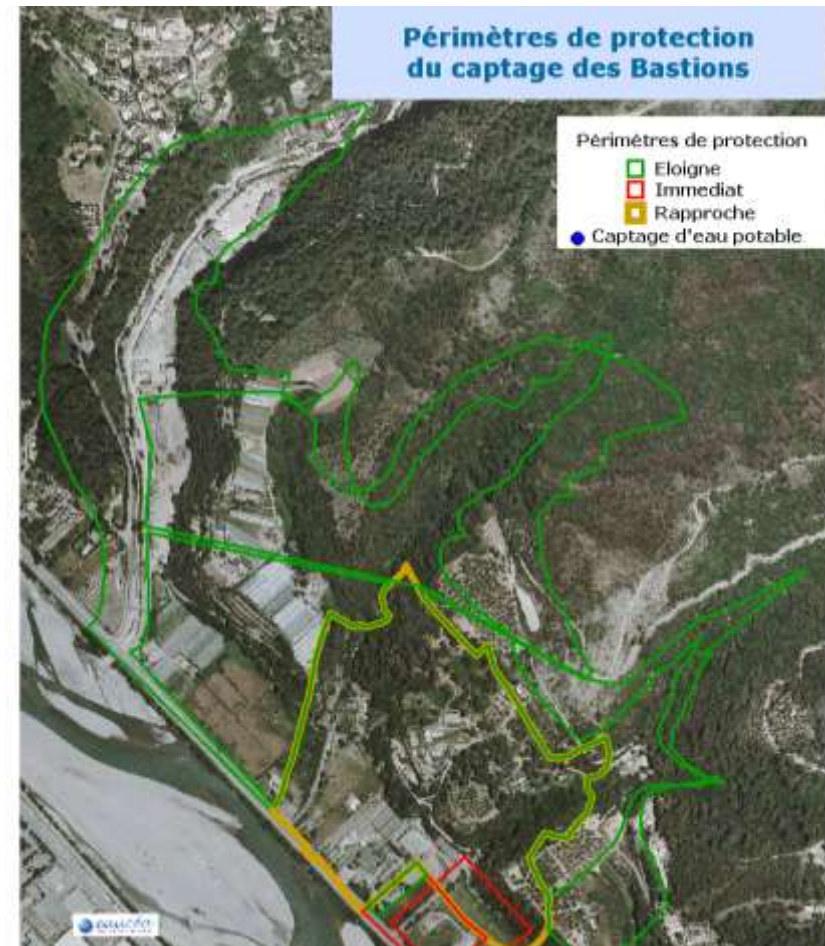 Périmètres de protection
du captage des Bastions
Périmètres de protection
Eloigne
Immediat
Rapproche
Captage d'eau potable